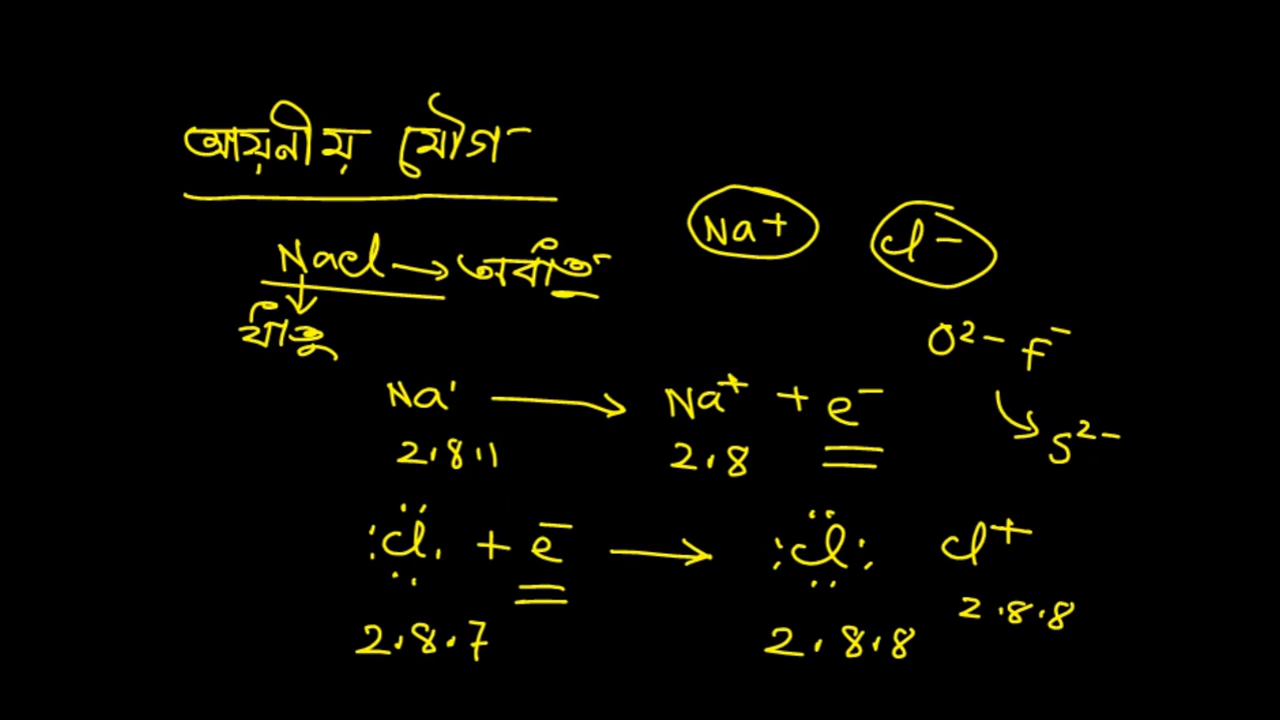 আয়নীয় যৌগ-
Na+ Cl-
NaCl → অধাতু
ধাতু
O2- F-
Na → Na+ + e-
S2-
2.8.1 2.8
:Cl. + e- → :Cl: Cl+
2.8.8
2.8.7 2.8.8